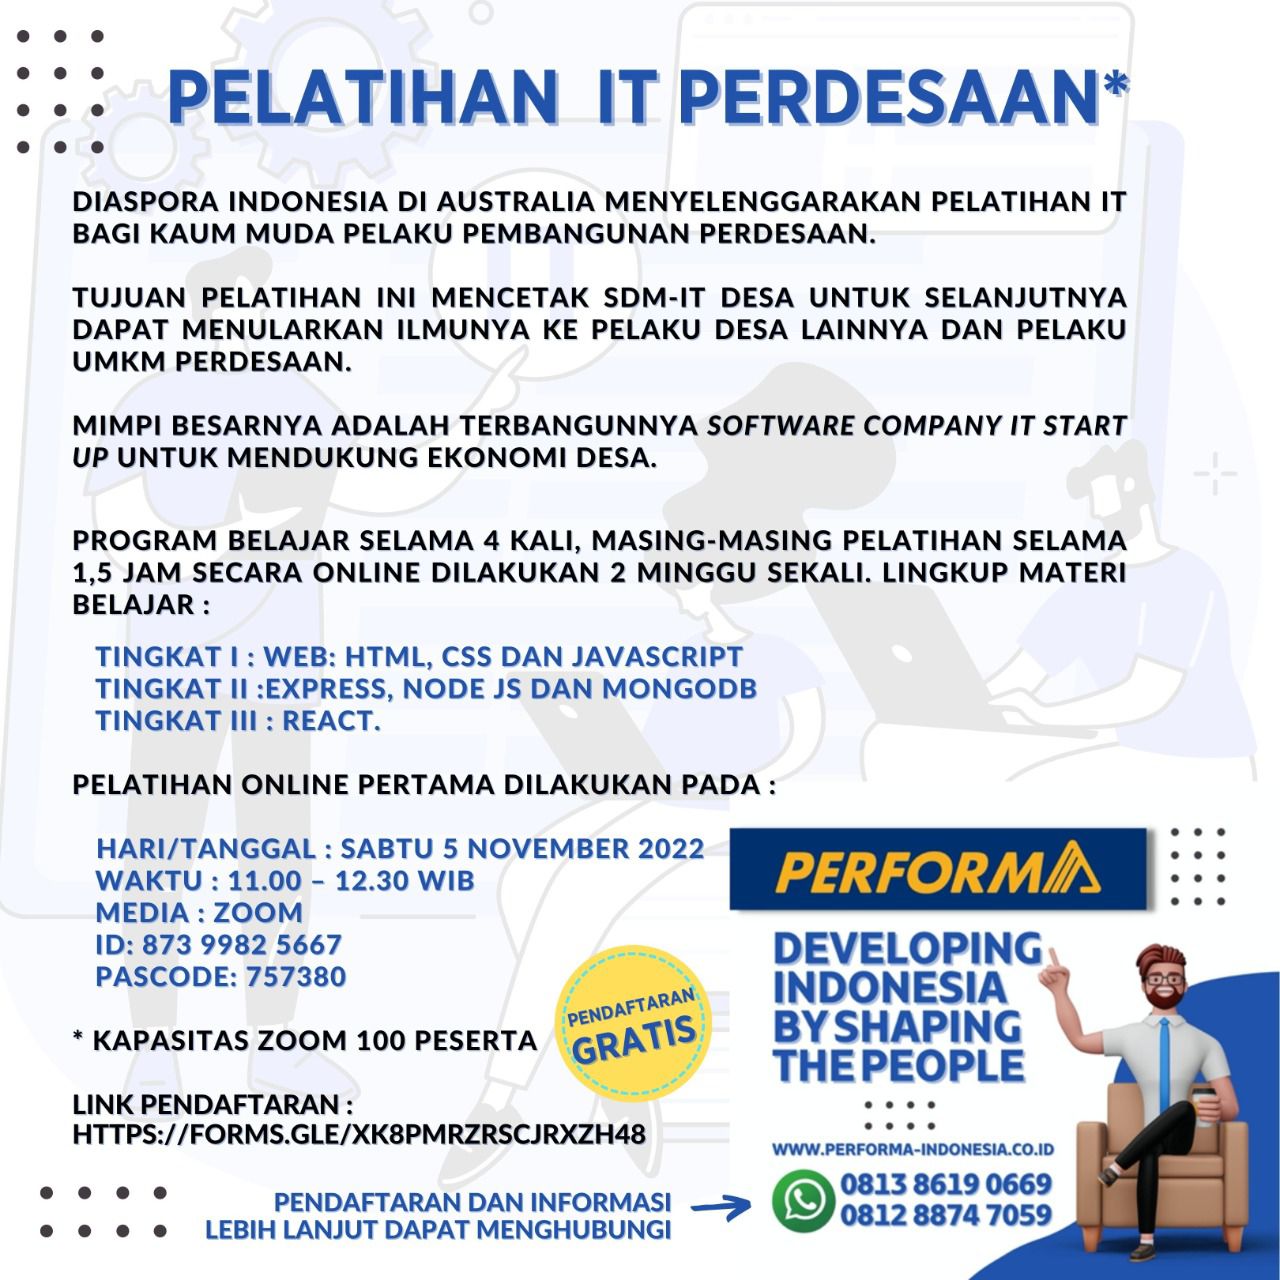 PELATIHAN IT PERDESAAN*
DIASPORA INDONESIA DI AUSTRALIA MENYELENGGARAKAN PELATIHAN IT
BAGI KAUM MUDA PELAKU PEMBANGUNAN PERDESAAN.
TUJUAN PELATIHAN INI MENCETAK SDM-IT DESA UNTUK SELANJUTNYA
DAPAT MENULARKAN ILMUNYA KE PELAKU DESA LAINNYA DAN PELAKU
UMKM PERDESAAN.
MIMPI BESARNYA ADALAH TERBANGUNNYA SOFTWARE COMPANY IT START
UP UNTUK MENDUKUNG EKONOMI DESA.
PROGRAM BELAJAR SELAMA 4 KALI, MASING-MASING PELATIHAN SELAMA
1,5 JAM SECARA ONLINE DILAKUKAN 2 MINGGU SEKALI. LINGKUP MATERI
BELAJAR :
TINGKAT I : WEB: HTML, CSS DAN JAVASCRIPT
TINGKAT II :EXPRESS, NODE JS DAN MONGODB
TINGKAT III : REACT.
PELATIHAN ONLINE PERTAMA DILAKUKAN PADA :
HARI/TANGGAL : SABTU 5 NOVEMBER 2022
WAKTU : 11.00 – 12.30 WIB
MEDIA : ZOOM
ID: 873 9982 5667
PASCODE: 757380
* KAPASITAS ZOOM 100 PESERTA
PENDAFTARAN
GRATIS
LINK PENDAFTARAN :
HTTPS://FORMS.GLE/XK8PMRZRSCJRXZH48
PENDAFTARAN DAN INFORMASI
LEBIH LANJUT DAPAT MENGHUBUNGI
PERFORMA
DEVELOPING
INDONESIA
BY SHAPING
THE PEOPLE
WWW.PERFORMA-INDONESIA.CO.ID
0813 8619 0669
0812 8874 7059